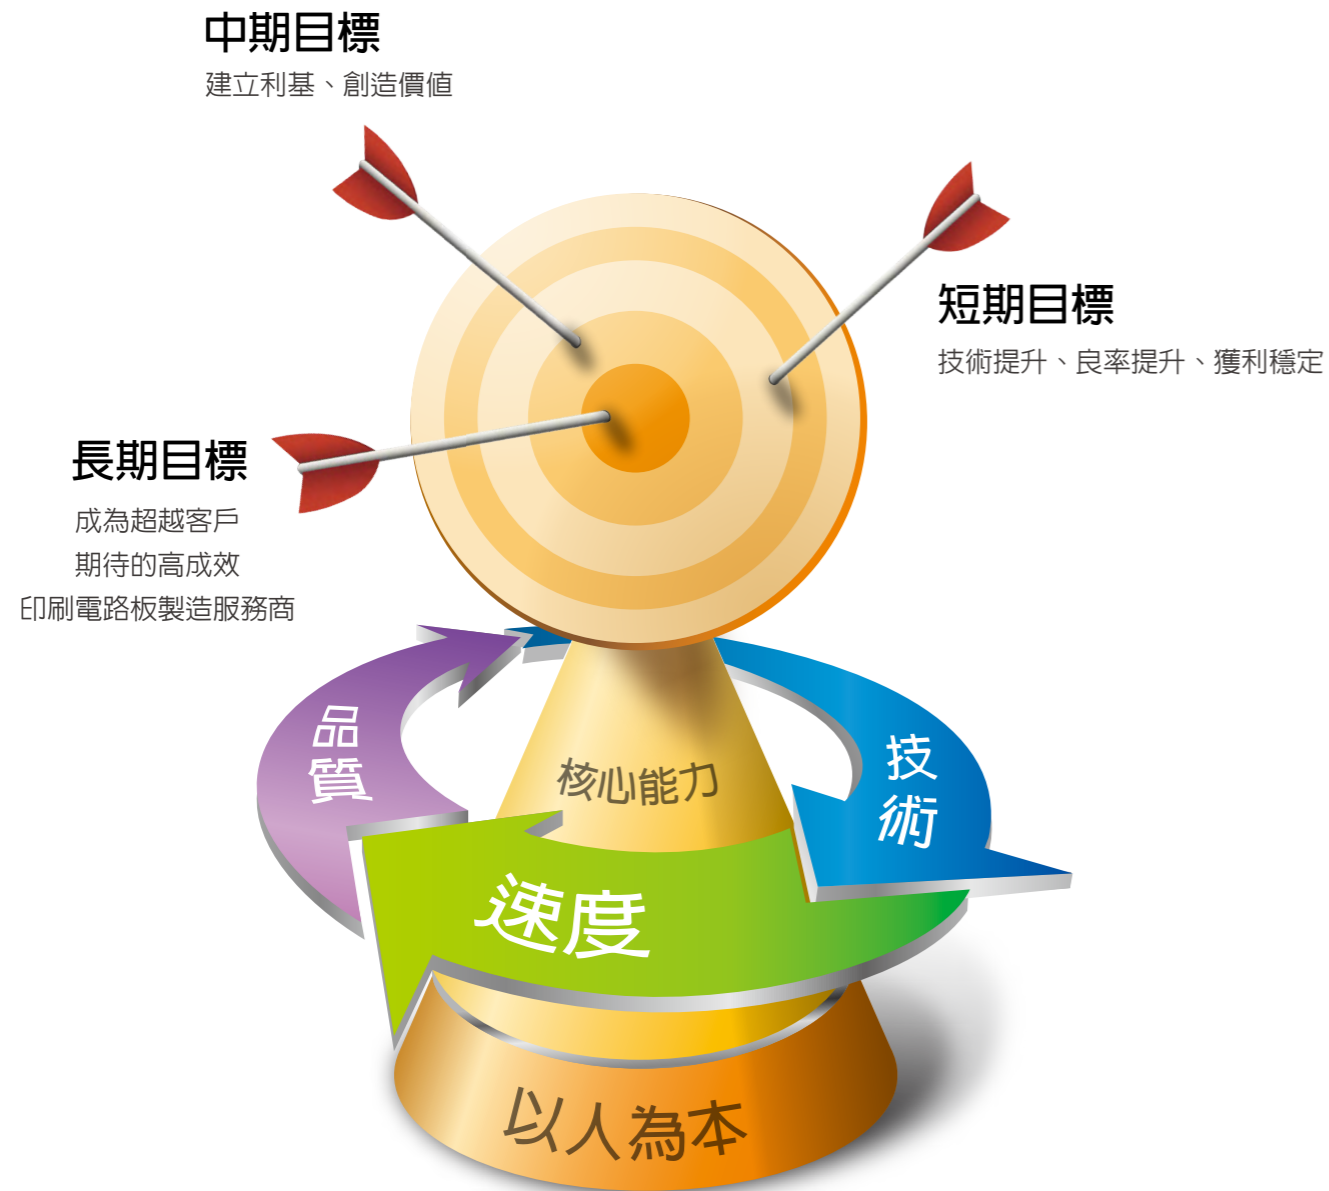 中期目標
建立利基、創造價值
短期目標
技術提升、良率提升、獲利穩定
長期目標
成為超越客戶
期待的高成效
印刷電路板製造服務商
品質
技術
核心能力
速度
以人為本